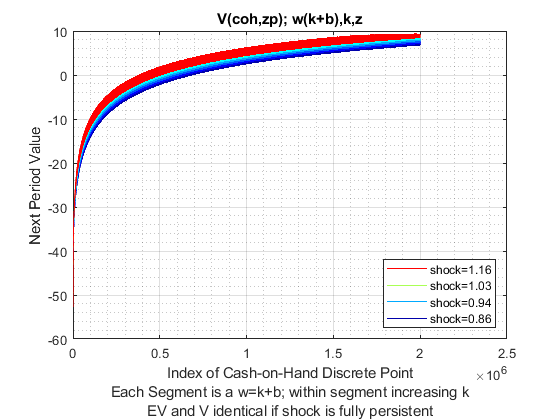 V(coh,zp); w(k+b),k,z
10
0
-10
-20
-30
-40
-50
-60
Next Period Value
shock=1.16
shock=1.03
shock=0.94
shock=0.86
0 0.5 1 1.5 2 2.5
×10⁶
Index of Cash-on-Hand Discrete Point
Each Segment is a w=k+b; within segment increasing k
EV and V identical if shock is fully persistent